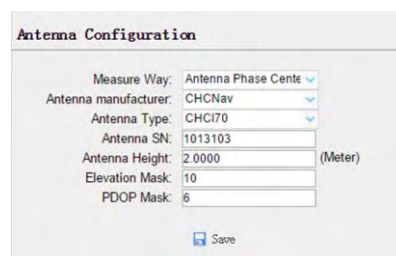 Antenna Configuration
Measure Way: Antenna Phase Cente
Antenna manufacturer: CHCNav
Antenna Type: CHCI70
Antenna SN: 1013103
Antenna Height: 2.0000 (Meter)
Elevation Mask: 10
PDOP Mask: 6
Save